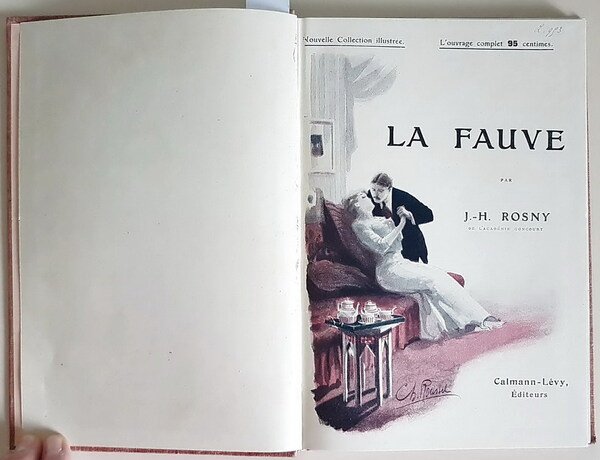 Nouvelle Collection illustrée.
L'ouvrage complet 95 centimes.
LA FAUVE
PAR
J.-H. ROSNY
DE L'ACADÉMIE GONCOURT
Calmann-Lévy,
Éditeurs